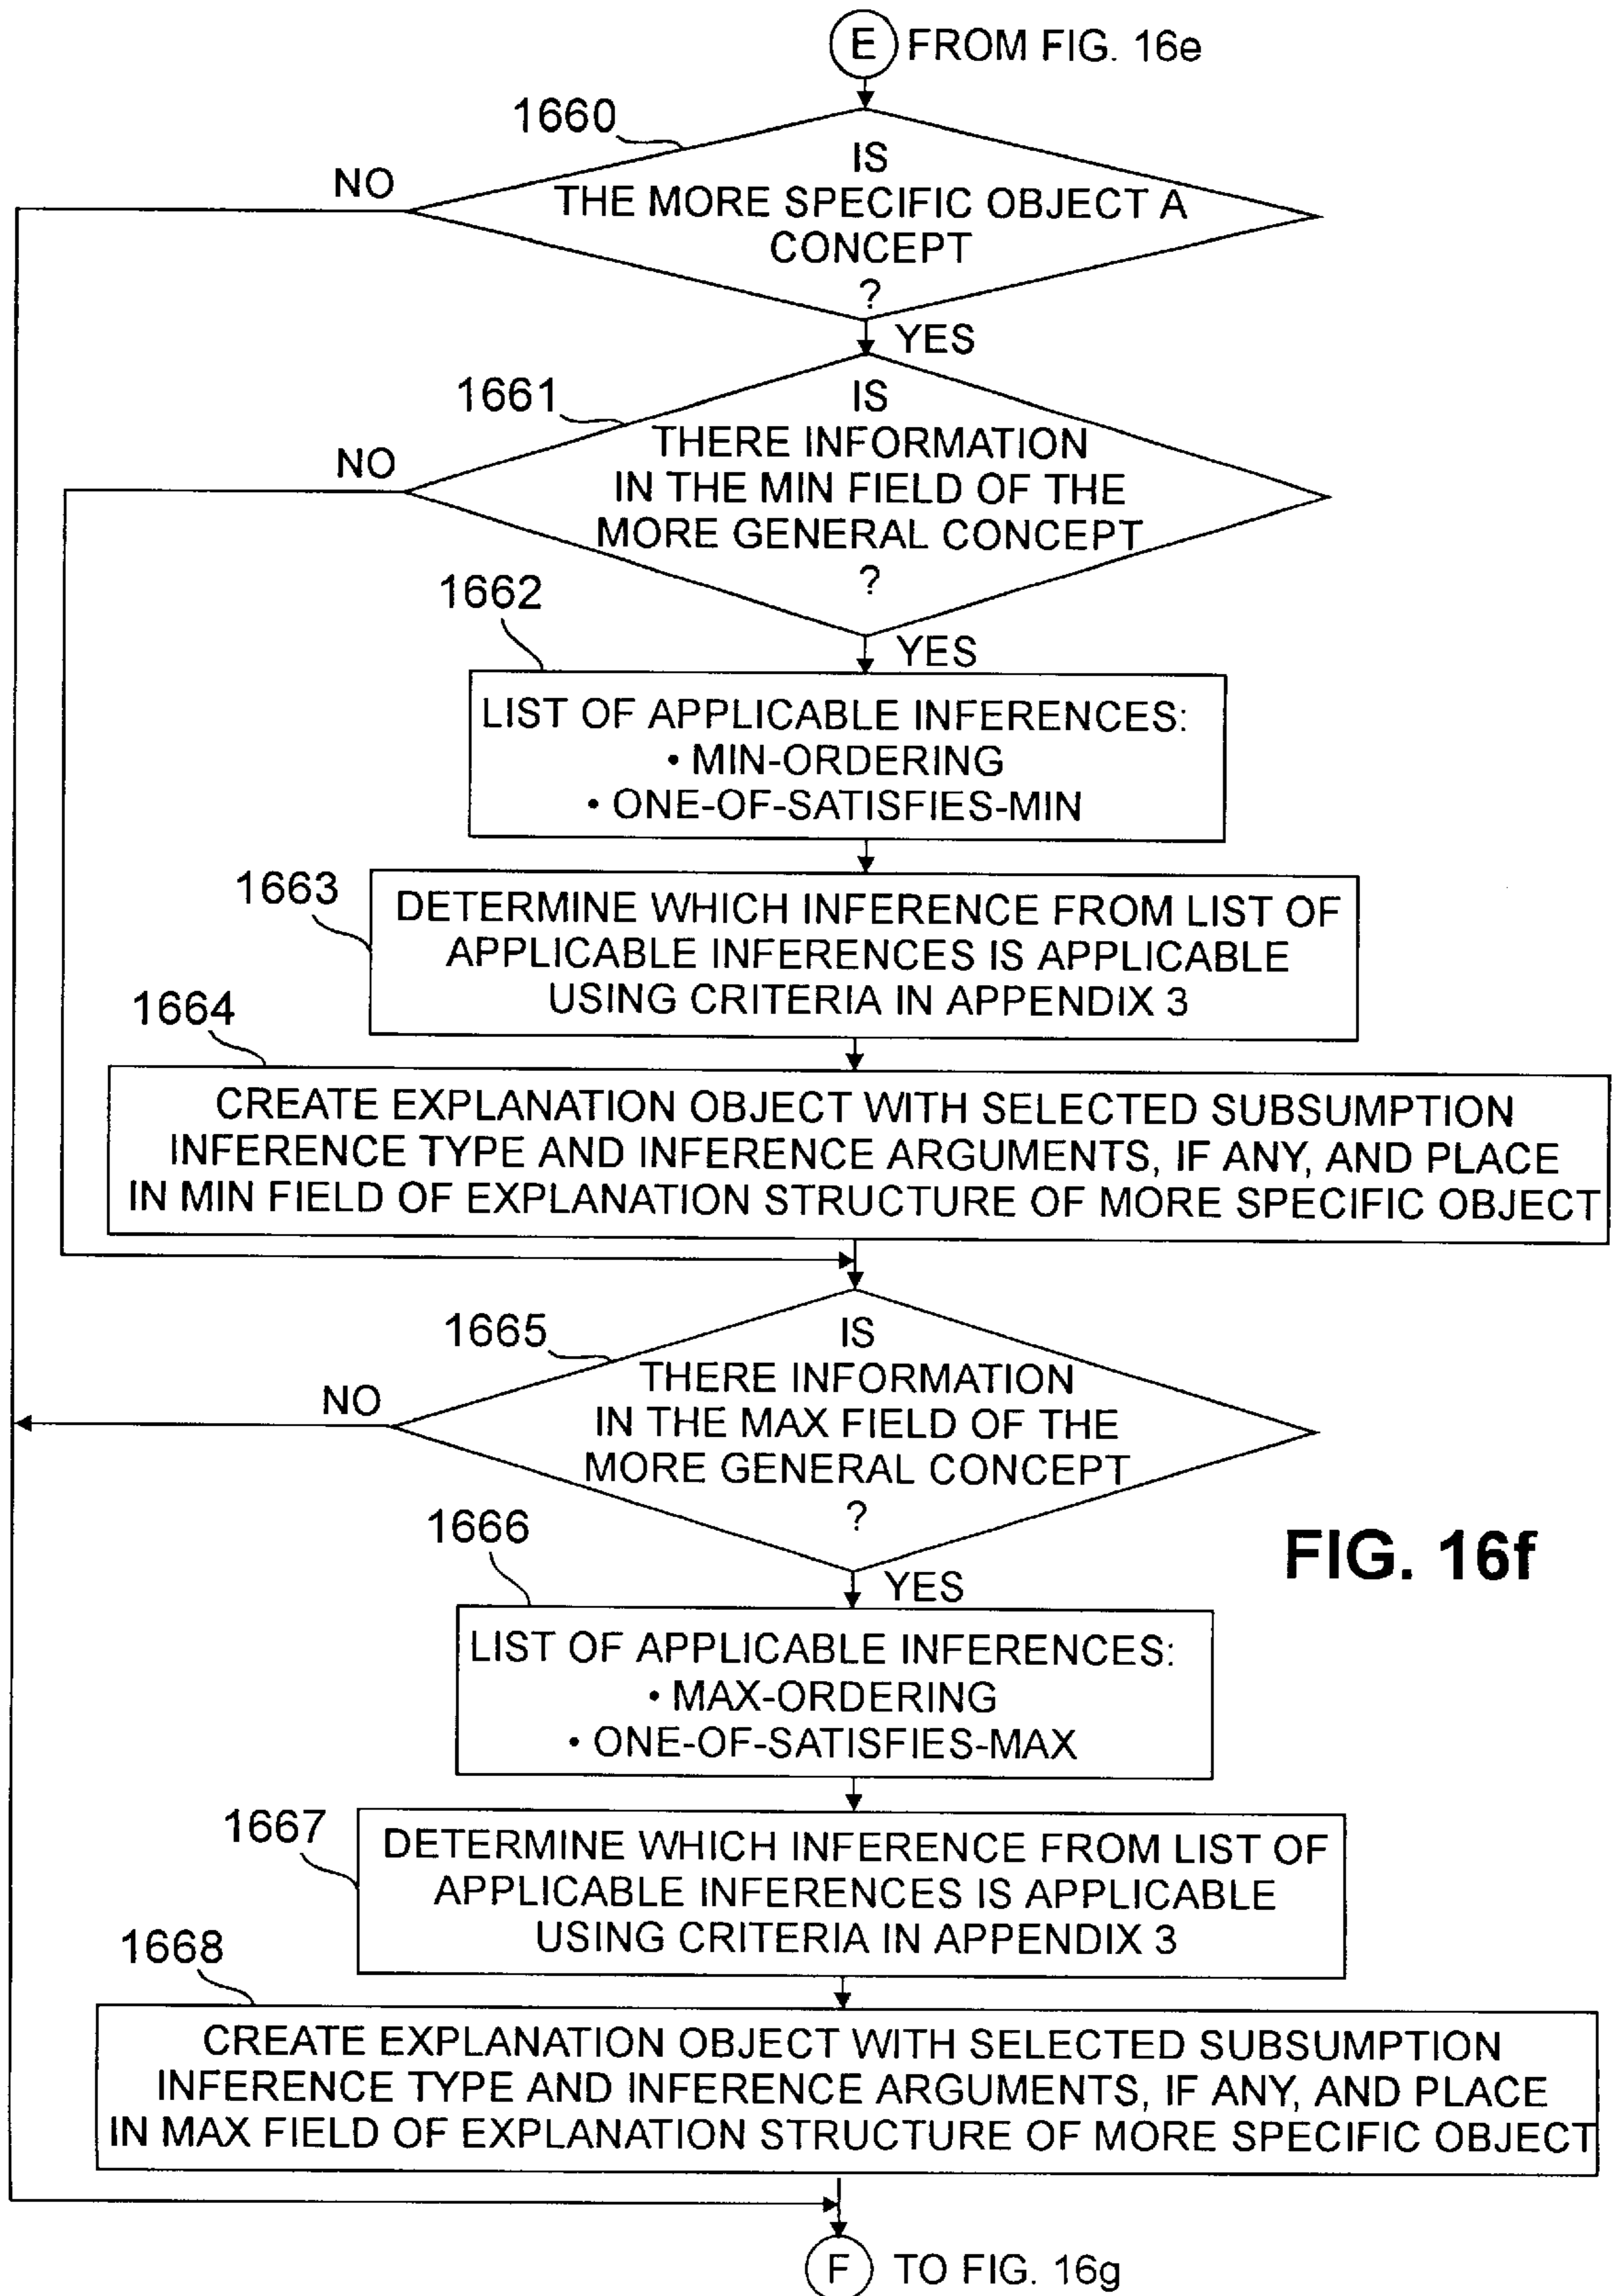 E FROM FIG. 16e
1660
IS
NO
THE MORE SPECIFIC OBJECT A
CONCEPT
?
YES
1661
IS
THERE INFORMATION
NO
IN THE MIN FIELD OF THE
MORE GENERAL CONCEPT
?
1662
YES
LIST OF APPLICABLE INFERENCES:
• MIN-ORDERING
• ONE-OF-SATISFIES-MIN
1663
DETERMINE WHICH INFERENCE FROM LIST OF
APPLICABLE INFERENCES IS APPLICABLE
USING CRITERIA IN APPENDIX 3
1664
CREATE EXPLANATION OBJECT WITH SELECTED SUBSUMPTION
INFERENCE TYPE AND INFERENCE ARGUMENTS, IF ANY, AND PLACE
IN MIN FIELD OF EXPLANATION STRUCTURE OF MORE SPECIFIC OBJECT
1665
IS
THERE INFORMATION
NO
IN THE MAX FIELD OF THE
MORE GENERAL CONCEPT
?
1666
FIG. 16f
YES
LIST OF APPLICABLE INFERENCES:
• MAX-ORDERING
• ONE-OF-SATISFIES-MAX
1667
DETERMINE WHICH INFERENCE FROM LIST OF
APPLICABLE INFERENCES IS APPLICABLE
USING CRITERIA IN APPENDIX 3
1668
CREATE EXPLANATION OBJECT WITH SELECTED SUBSUMPTION
INFERENCE TYPE AND INFERENCE ARGUMENTS, IF ANY, AND PLACE
IN MAX FIELD OF EXPLANATION STRUCTURE OF MORE SPECIFIC OBJECT
F TO FIG. 16g